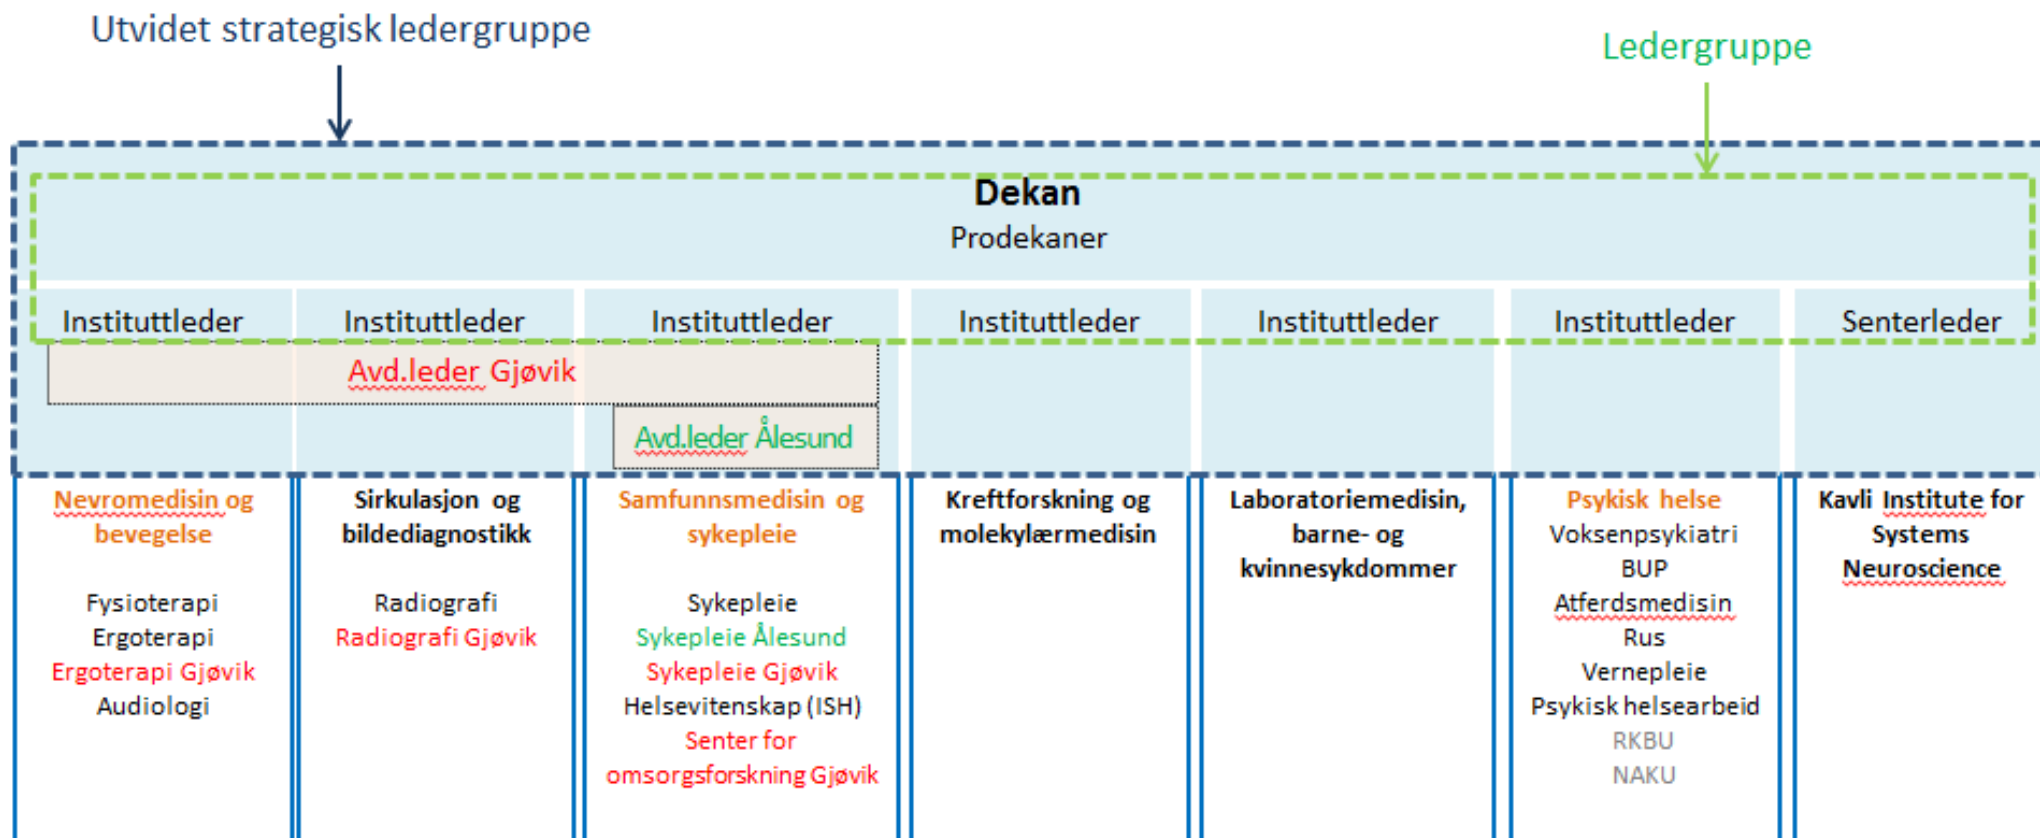 Utvidet strategisk ledergruppe
Ledergruppe
Dekan
Prodekaner
Instituttleder
Instituttleder
Instituttleder
Instituttleder
Instituttleder
Instituttleder
Senterleder
Avd.leder Gjøvik
Avd.leder Ålesund
Nevromedisin og
bevegelse
Fysioterapi
Ergoterapi
Ergoterapi Gjøvik
Audiologi
Sirkulasjon og
bildediagnostikk
Radiografi
Radiografi Gjøvik
Samfunnsmedisin og
sykepleie
Sykepleie
Sykepleie Ålesund
Sykepleie Gjøvik
Helsevitenskap (ISH)
Senter for
omsorgsforskning Gjøvik
Kreftforskning og
molekylærmedisin
Laboratoriemedisin,
barne- og
kvinnesykdommer
Psykisk helse
Voksenpsykiatri
BUP
Atferdsmedisin
Rus
Vernepleie
Psykisk helsearbeid
RKBU
NAKU
Kavli Institute for
Systems
Neuroscience